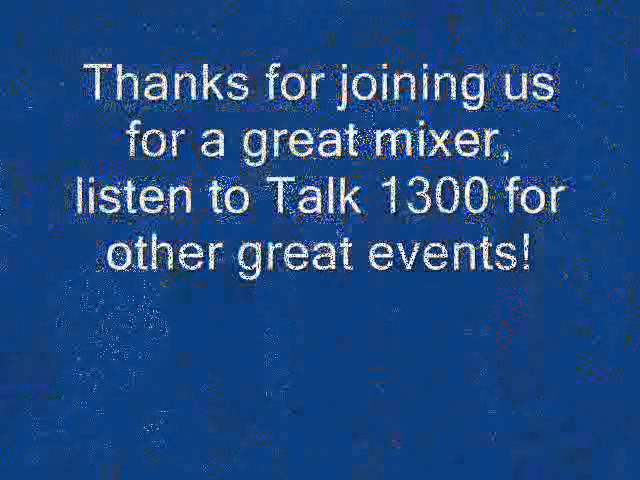 Thanks for joining us
for a great mixer,
listen to Talk 1300 for
other great events!